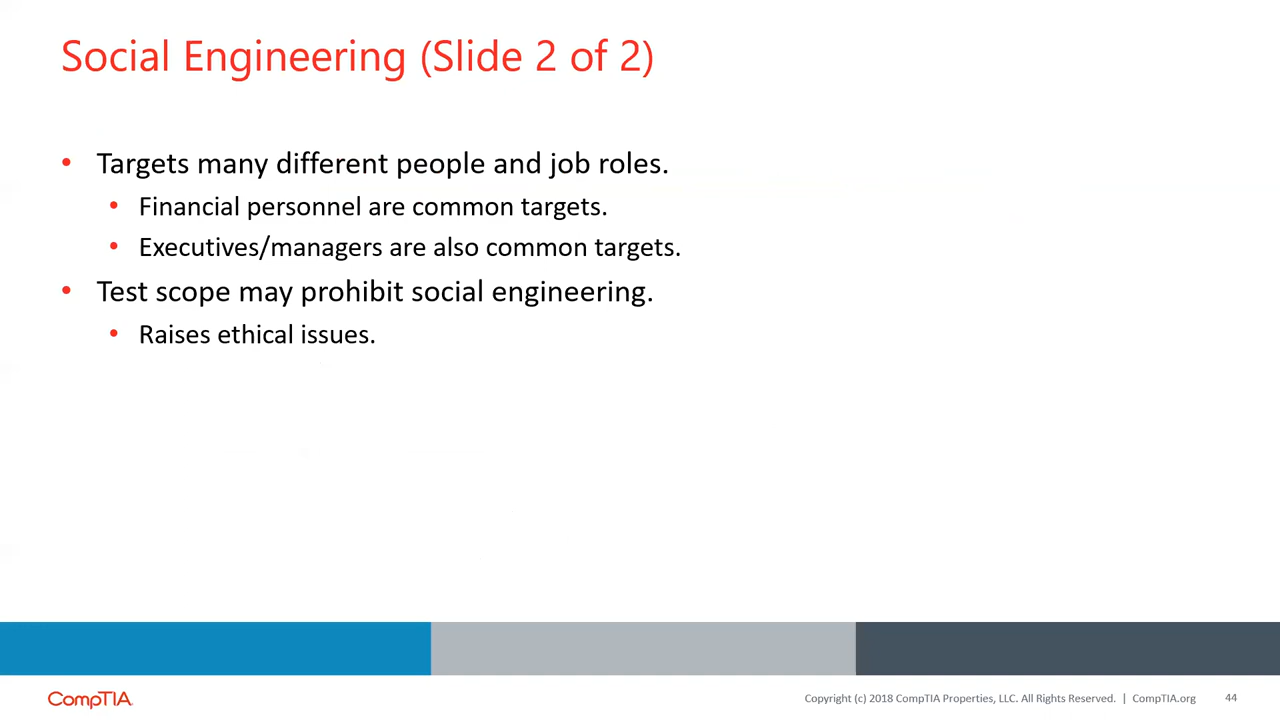 Social Engineering (Slide 2 of 2)
• Targets many different people and job roles.
• Financial personnel are common targets.
• Executives/managers are also common targets.
• Test scope may prohibit social engineering.
• Raises ethical issues.
CompTIA.
Copyright (c) 2018 CompTIA Properties, LLC. All Rights Reserved. | CompTIA.org 44